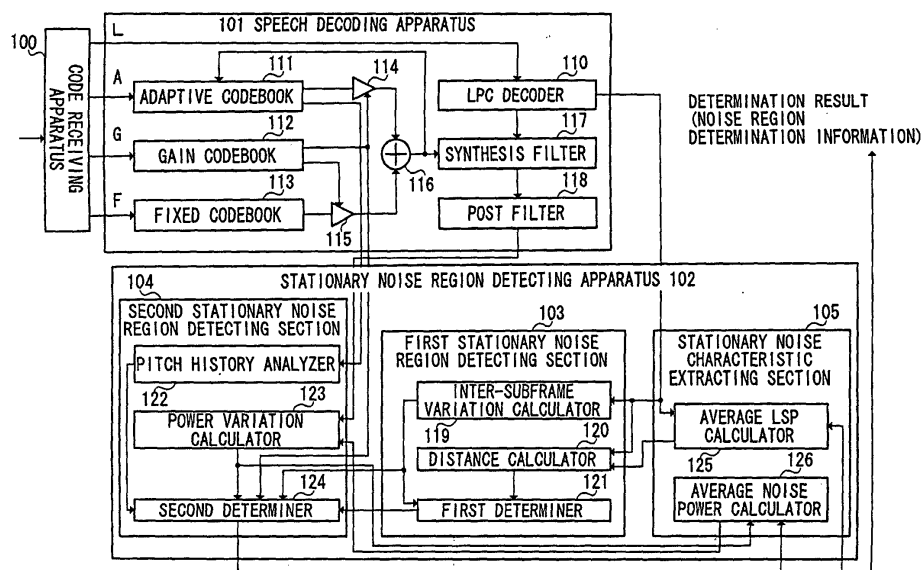 101 SPEECH DECODING APPARATUS
100
CODE RECEIVING
APPARATUS
L
A
G
F
111
ADAPTIVE CODEBOOK
112
GAIN CODEBOOK
113
FIXED CODEBOOK
114
115
116
110
LPC DECODER
117
SYNTHESIS FILTER
118
POST FILTER
DETERMINATION RESULT
(NOISE REGION
DETERMINATION INFORMATION)
STATIONARY NOISE REGION DETECTING APPARATUS 102
104
SECOND STATIONARY NOISE
REGION DETECTING SECTION
PITCH HISTORY ANALYZER
122
123
POWER VARIATION
CALCULATOR
124
SECOND DETERMINER
103
FIRST STATIONARY NOISE
REGION DETECTING SECTION
INTER-SUBFRAME
VARIATION CALCULATOR
119
120
DISTANCE CALCULATOR
121
FIRST DETERMINER
105
STATIONARY NOISE
CHARACTERISTIC
EXTRACTING SECTION
AVERAGE LSP
CALCULATOR
125
126
AVERAGE NOISE
POWER CALCULATOR